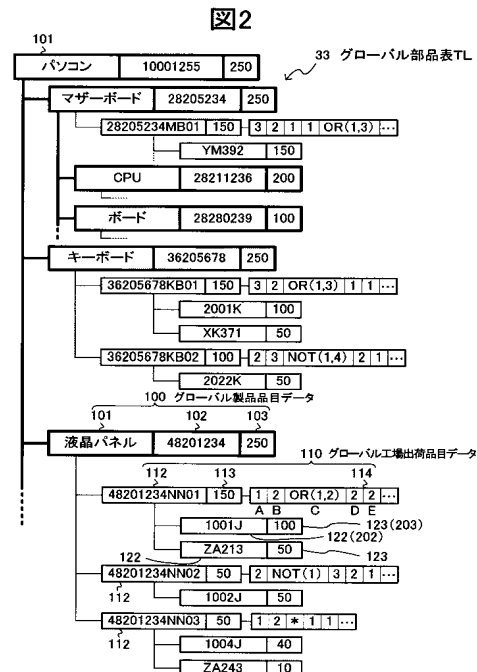 図2
101
パソコン 10001255 250
33 グローバル部品表TL
マザーボード 28205234 250
28205234MB01 150 3 2 1 1 OR(1,3) ...
YM392 150
CPU 28211236 200
ボード 28280239 100
キーボード 36205678 250
36205678KB01 150 3 2 OR(1,3) 1 1 ...
2001K 100
XK371 50
36205678KB02 100 2 3 NOT(1,4) 2 1 ...
2022K 50
100 グローバル製品品目データ
101 102 103
液晶パネル 48201234 250
110 グローバル工場出荷品目データ
112 113 114
48201234NN01 150 1 2 OR(1,2) 2 2 ...
A B C D E
1001J 100 123(203)
122(202)
ZA213 50 123
122
48201234NN02 50 2 NOT(1) 3 2 1 ...
112 1002J 50
48201234NN03 50 1 2 * 1 1 ...
112
1004J 40
ZA243 10